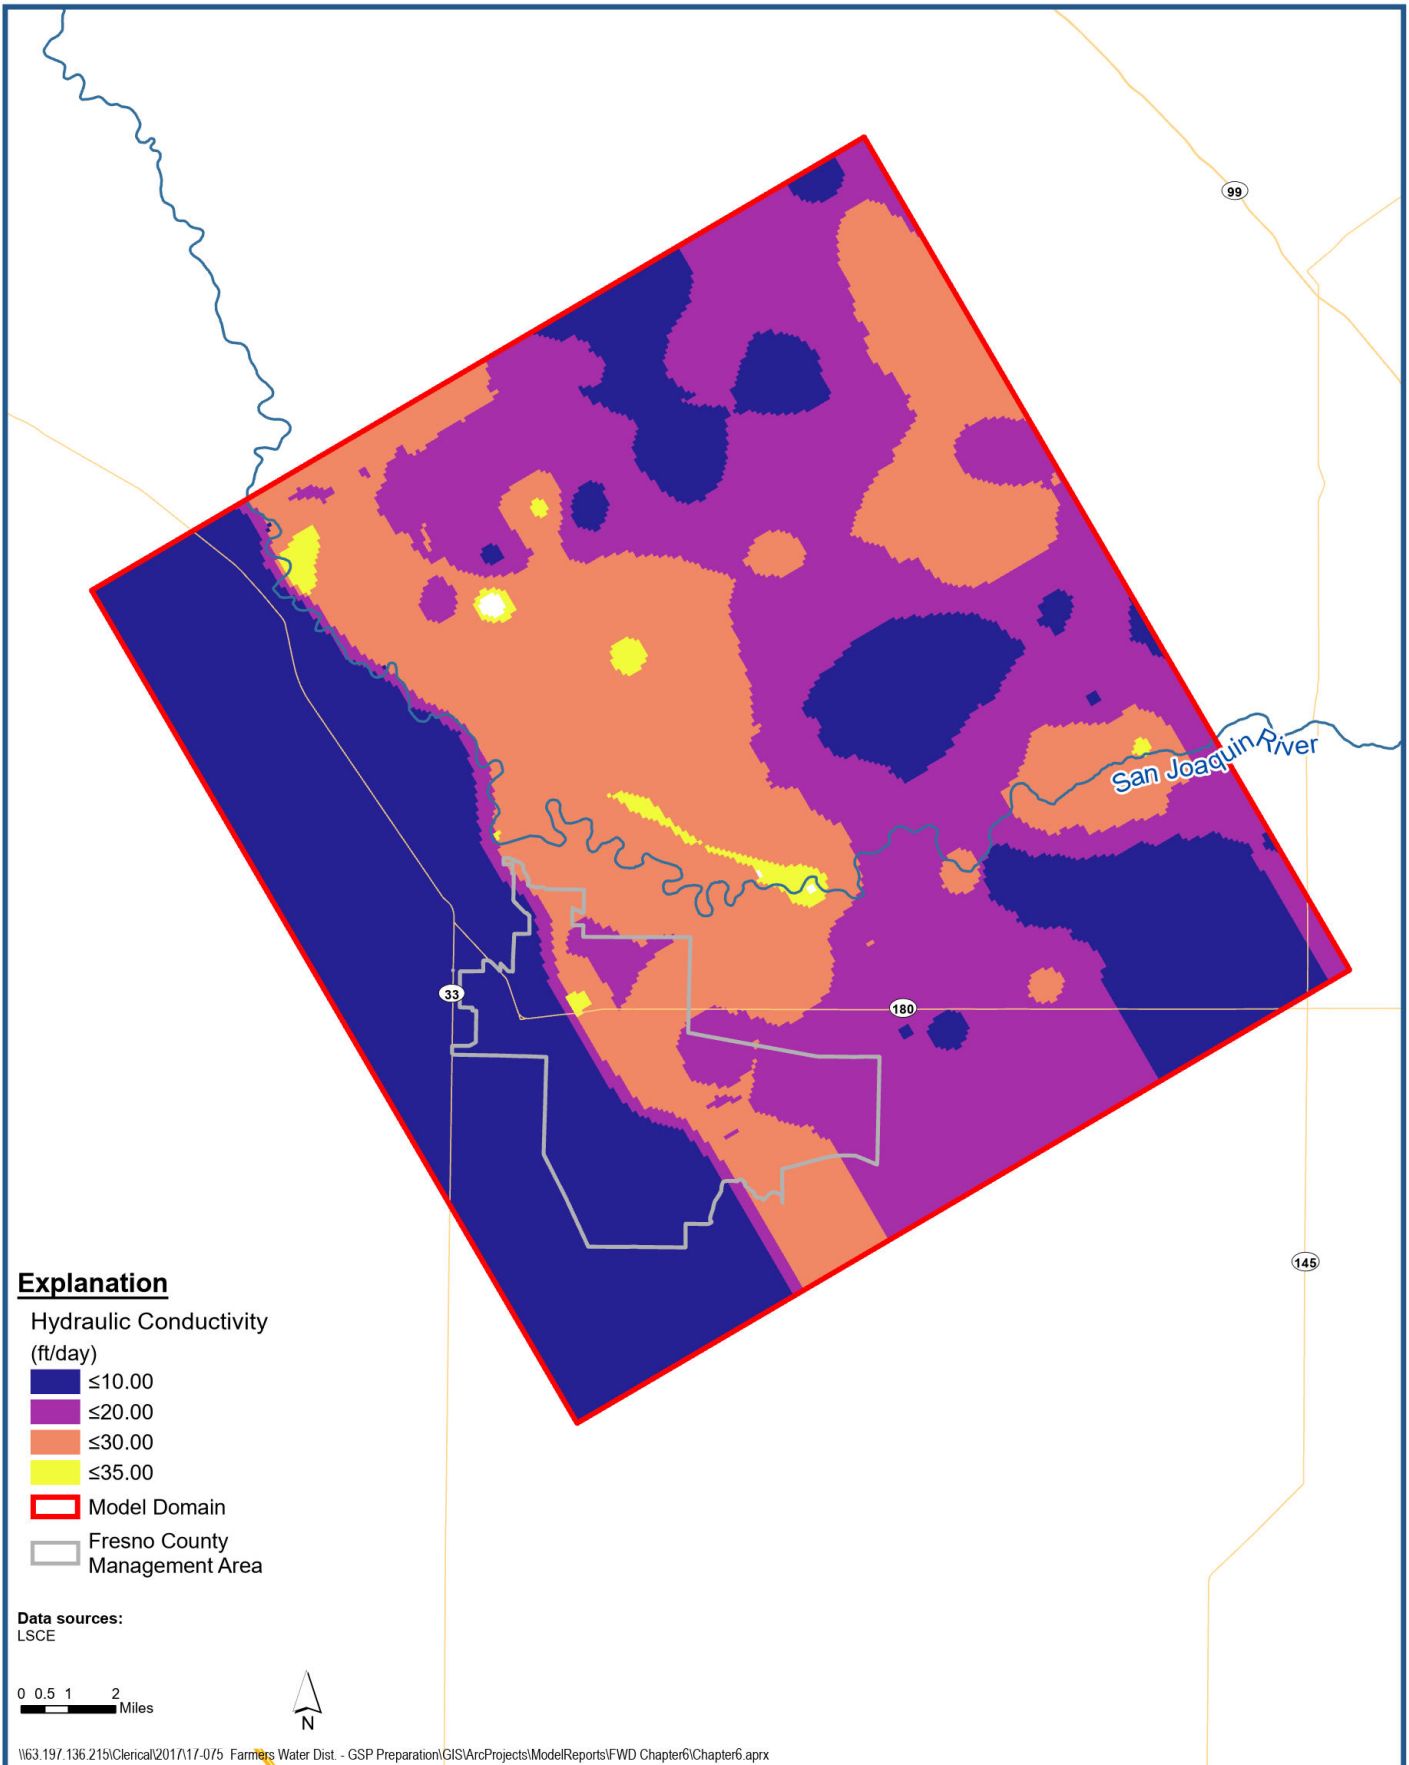 99
San Joaquin River
33
180
145
Explanation
Hydraulic Conductivity
(ft/day)
≤10.00
≤20.00
≤30.00
≤35.00
Model Domain
Fresno County
Management Area
Data sources:
LSCE
0 0.5 1 2
Miles
N
\\63.197.136.215\Clerical\2017\17-075 Farmers Water Dist. - GSP Preparation\GIS\ArcProjects\ModelReports\FWD Chapter6\Chapter6.aprx